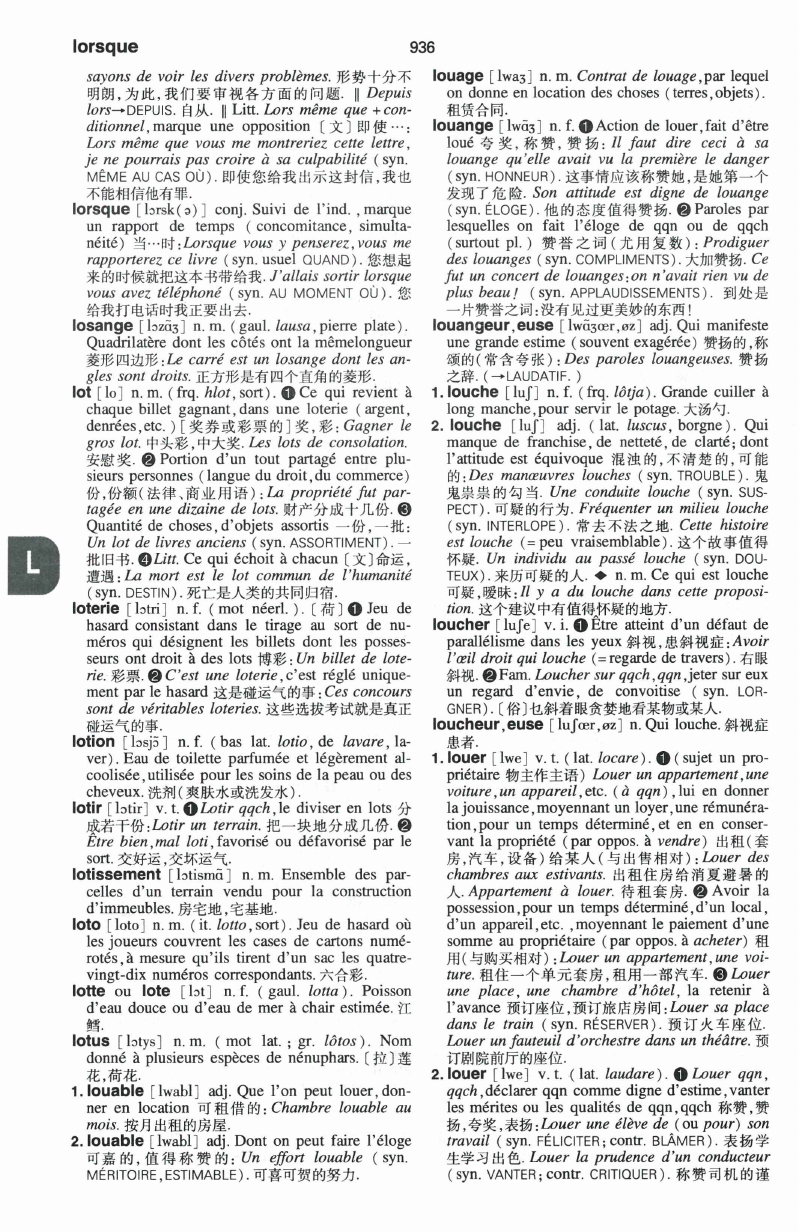 lorsque
936
sayons de voir les divers problèmes. 形势十分不
明朗,为此,我们要审视各方面的问题. ‖ Depuis
lors→DEPUIS. 自从. ‖ Litt. Lors même que + con-
ditionnel,marque une opposition〔文〕即使…:
Lors même que vous me montreriez cette lettre,
je ne pourrais pas croire à sa culpabilité (syn.
MÊME AU CAS OÙ). 即使您给我出示这封信,我也
不能相信他有罪.
lorsque [lɔrsk(ə)] conj. Suivi de l'ind. , marque
un rapport de temps ( concomitance, simulta-
néité) 当…时:Lorsque vous y penserez,vous me
rapporterez ce livre (syn. usuel QUAND). 您想起
来的时候就把这本书带给我. J'allais sortir lorsque
vous avez téléphoné (syn. AU MOMENT OÙ). 您
给我打电话时我正要出去.
losange [lɔzɑ̃ʒ] n. m. (gaul. lausa,pierre plate).
Quadrilatère dont les côtés ont la mêmelongueur
菱形四边形:Le carré est un losange dont les an-
gles sont droits. 正方形是有四个直角的菱形.
lot [lo] n. m. (frq. hlot, sort). ❶ Ce qui revient à
chaque billet gagnant,dans une loterie (argent,
denrées,etc. )[奖券或彩票的]奖,彩: Gagner le
gros lot. 中头彩,中大奖. Les lots de consolation.
安慰奖. ❷ Portion d'un tout partagé entre plu-
sieurs personnes (langue du droit,du commerce)
份,份额(法律、商业用语): La propriété fut par-
tagée en une dizaine de lots. 财产分成十几份. ❸
Quantité de choses,d'objets assortis 一份,一批:
Un lot de livres anciens (syn. ASSORTIMENT). 一
批旧书. ❹Litt. Ce qui échoit à chacun〔文〕命运,
遭遇: La mort est le lot commun de l'humanité
(syn. DESTIN). 死亡是人类的共同归宿.
loterie [lɔtri] n. f. ( mot néerl. ).〔荷〕❶ Jeu de
hasard consistant dans le tirage au sort de nu-
méros qui désignent les billets dont les posses-
seurs ont droit à des lots 博彩: Un billet de lote-
rie. 彩票. ❷ C'est une loterie,c'est réglé unique-
ment par le hasard 这是碰运气的事: Ces concours
sont de véritables loteries. 这些选拔考试就是真正
碰运气的事.
lotion [lɔsjɔ̃] n. f. ( bas lat. lotio, de lavare, la-
ver). Eau de toilette parfumée et légèrement al-
coolisée,utilisée pour les soins de la peau ou des
cheveux. 洗剂(爽肤水或洗发水).
lotir [lɔtir] v. t. ❶Lotir qqch,le diviser en lots 分
成若干份:Lotir un terrain. 把一块地分成几份. ❷
Être bien,mal loti,favorisé ou défavorisé par le
sort. 交好运,交坏运气.
lotissement [lɔtismɑ̃] n. m. Ensemble des par-
celles d'un terrain vendu pour la construction
d'immeubles. 房宅地,宅基地.
loto [loto] n. m. (it. lotto,sort). Jeu de hasard où
les joueurs couvrent les cases de cartons numé-
rotés,à mesure qu'ils tirent d'un sac les quatre-
vingt-dix numéros correspondants. 六合彩.
lotte ou lote [lɔt] n. f. ( gaul. lotta). Poisson
d'eau douce ou d'eau de mer à chair estimée. 江
鳕.
lotus [lɔtys] n. m. ( mot lat. ; gr. lôtos). Nom
donné à plusieurs espèces de nénuphars.〔拉〕莲
花,荷花.
1. louable [lwabl] adj. Que l'on peut louer,don-
ner en location 可租借的: Chambre louable au
mois. 按月出租的房屋.
2. louable [lwabl] adj. Dont on peut faire l'éloge
可嘉的,值得称赞的: Un effort louable ( syn.
MÉRITOIRE,ESTIMABLE). 可喜可贺的努力.
louage [lwaʒ] n. m. Contrat de louage,par lequel
on donne en location des choses (terres,objets).
租赁合同.
louange [lwɑ̃ʒ] n. f. ❶Action de louer,fait d'être
loué 夸奖,称赞,赞扬: Il faut dire ceci à sa
louange qu'elle avait vu la première le danger
(syn. HONNEUR). 这事情应该称赞她,是她第一个
发现了危险. Son attitude est digne de louange
(syn. ÉLOGE). 他的态度值得赞扬. ❷ Paroles par
lesquelles on fait l'éloge de qqn ou de qqch
(surtout pl. ) 赞誉之词(尤用复数): Prodiguer
des louanges (syn. COMPLIMENTS). 大加赞扬. Ce
fut un concert de louanges:on n'avait rien vu de
plus beau! (syn. APPLAUDISSEMENTS). 到处是
一片赞誉之词:没有见过更美妙的东西!
louangeur,euse [lwɑ̃ʒœr,øz] adj. Qui manifeste
une grande estime (souvent exagérée) 赞扬的,称
颂的(常含夸张): Des paroles louangeuses. 赞扬
之辞. (→LAUDATIF. )
1. louche [luʃ] n. f. (frq. lôtja). Grande cuiller à
long manche,pour servir le potage. 大汤勺.
2. louche [luʃ] adj. ( lat. luscus, borgne). Qui
manque de franchise, de netteté, de clarté; dont
l'attitude est équivoque 混浊的,不清楚的,可能
的: Des manœuvres louches (syn. TROUBLE). 鬼
鬼祟祟的勾当. Une conduite louche ( syn. SUS-
PECT). 可疑的行为. Fréquenter un milieu louche
(syn. INTERLOPE). 常去不法之地. Cette histoire
est louche (= peu vraisemblable). 这个故事值得
怀疑. Un individu au passé louche ( syn. DOU-
TEUX). 来历可疑的人. ◆ n. m. Ce qui est louche
可疑,暧昧: Il y a du louche dans cette proposi-
tion. 这个建议中有值得怀疑的地方.
loucher [luʃe] v. i. ❶ Être atteint d'un défaut de
parallélisme dans les yeux 斜视,患斜视症: Avoir
l'œil droit qui louche (= regarde de travers). 右眼
斜视. ❷Fam. Loucher sur qqch,qqn,jeter sur eux
un regard d'envie, de convoitise ( syn. LOR-
GNER).〔俗〕乜斜着眼贪婪地看某物或某人.
loucheur,euse [luʃœr,øz] n. Qui louche. 斜视症
患者.
1. louer [lwe] v. t. ( lat. locare). ❶ (sujet un pro-
priétaire 物主作主语) Louer un appartement,une
voiture,un appareil,etc. (à qqn), lui en donner
la jouissance,moyennant un loyer,une rémunéra-
tion,pour un temps déterminé,et en en conser-
vant la propriété (par oppos. à vendre) 出租(套
房,汽车,设备)给某人(与出售相对): Louer des
chambres aux estivants. 出租住房给消夏避暑的
人. Appartement à louer. 待租套房. ❷ Avoir la
possession,pour un temps déterminé,d'un local,
d'un appareil,etc. ,moyennant le paiement d'une
somme au propriétaire (par oppos. à acheter) 租
用(与购买相对): Louer un appartement,une voi-
ture. 租住一个单元套房,租用一部汽车. ❸ Louer
une place, une chambre d'hôtel, la retenir à
l'avance 预订座位,预订旅店房间:Louer sa place
dans le train (syn. RÉSERVER). 预订火车座位.
Louer un fauteuil d'orchestre dans un théâtre. 预
订剧院前厅的座位.
2. louer [lwe] v. t. ( lat. laudare). ❶ Louer qqn,
qqch,déclarer qqn comme digne d'estime,vanter
les mérites ou les qualités de qqn,qqch 称赞,赞
扬,夸奖,表扬:Louer une élève de (ou pour) son
travail (syn. FÉLICITER; contr. BLÂMER). 表扬学
生学习出色. Louer la prudence d'un conducteur
(syn. VANTER; contr. CRITIQUER). 称赞司机的谨
L